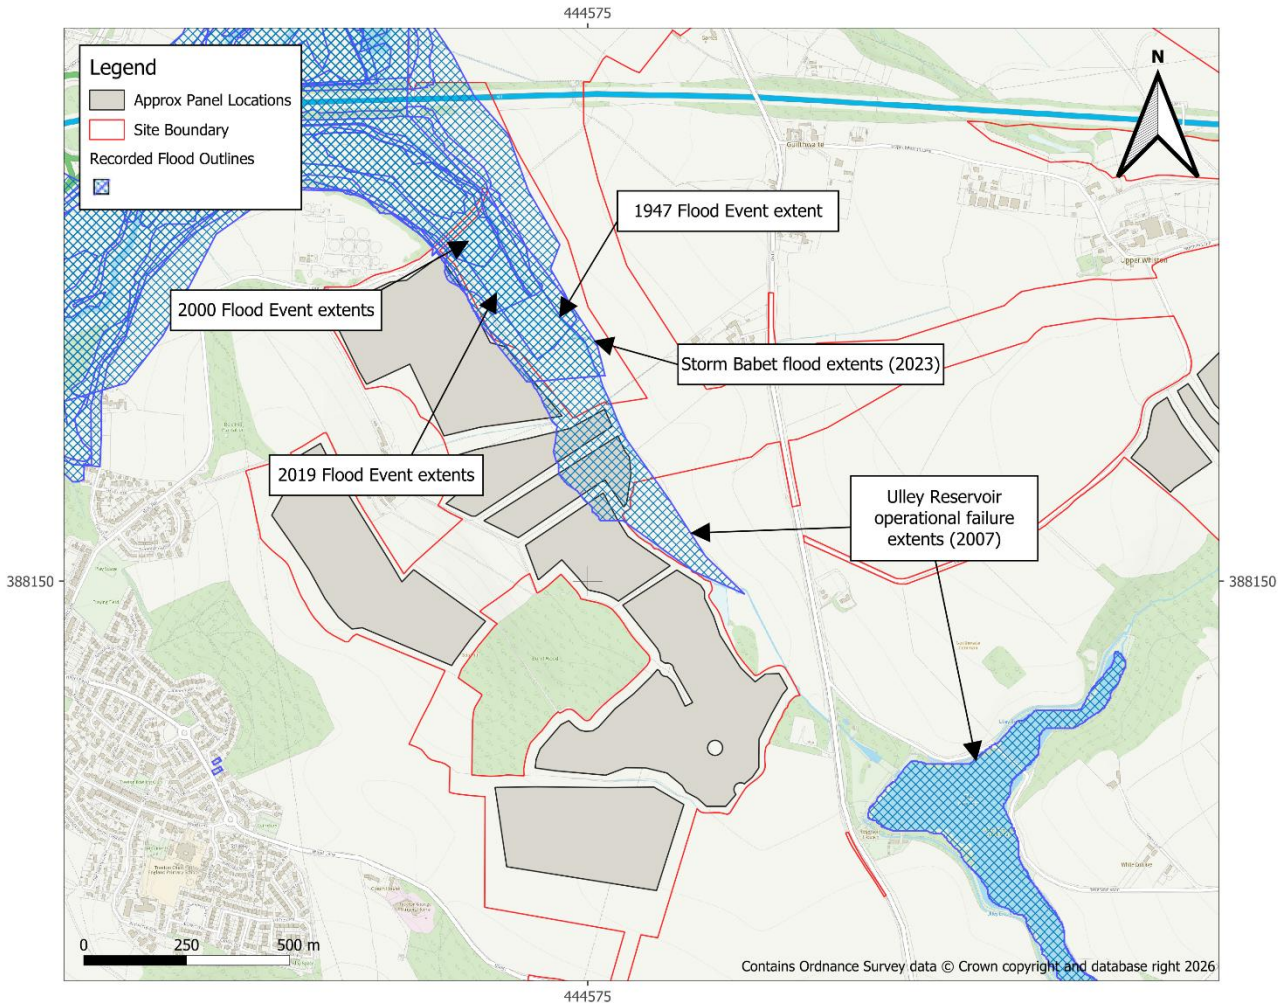 444575
Legend
Approx Panel Locations
Site Boundary
Recorded Flood Outlines
N
1947 Flood Event extent
2000 Flood Event extents
Storm Babet flood extents (2023)
2019 Flood Event extents
Ulley Reservoir
operational failure
extents (2007)
388150
388150
Upper Whiston
0
250
500 m
Contains Ordnance Survey data © Crown copyright and database right 2026
444575